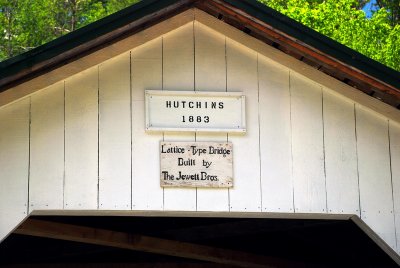 HUTCHINS
1883
Lattice - Type Bridge
Built by
The Jewett Bros.